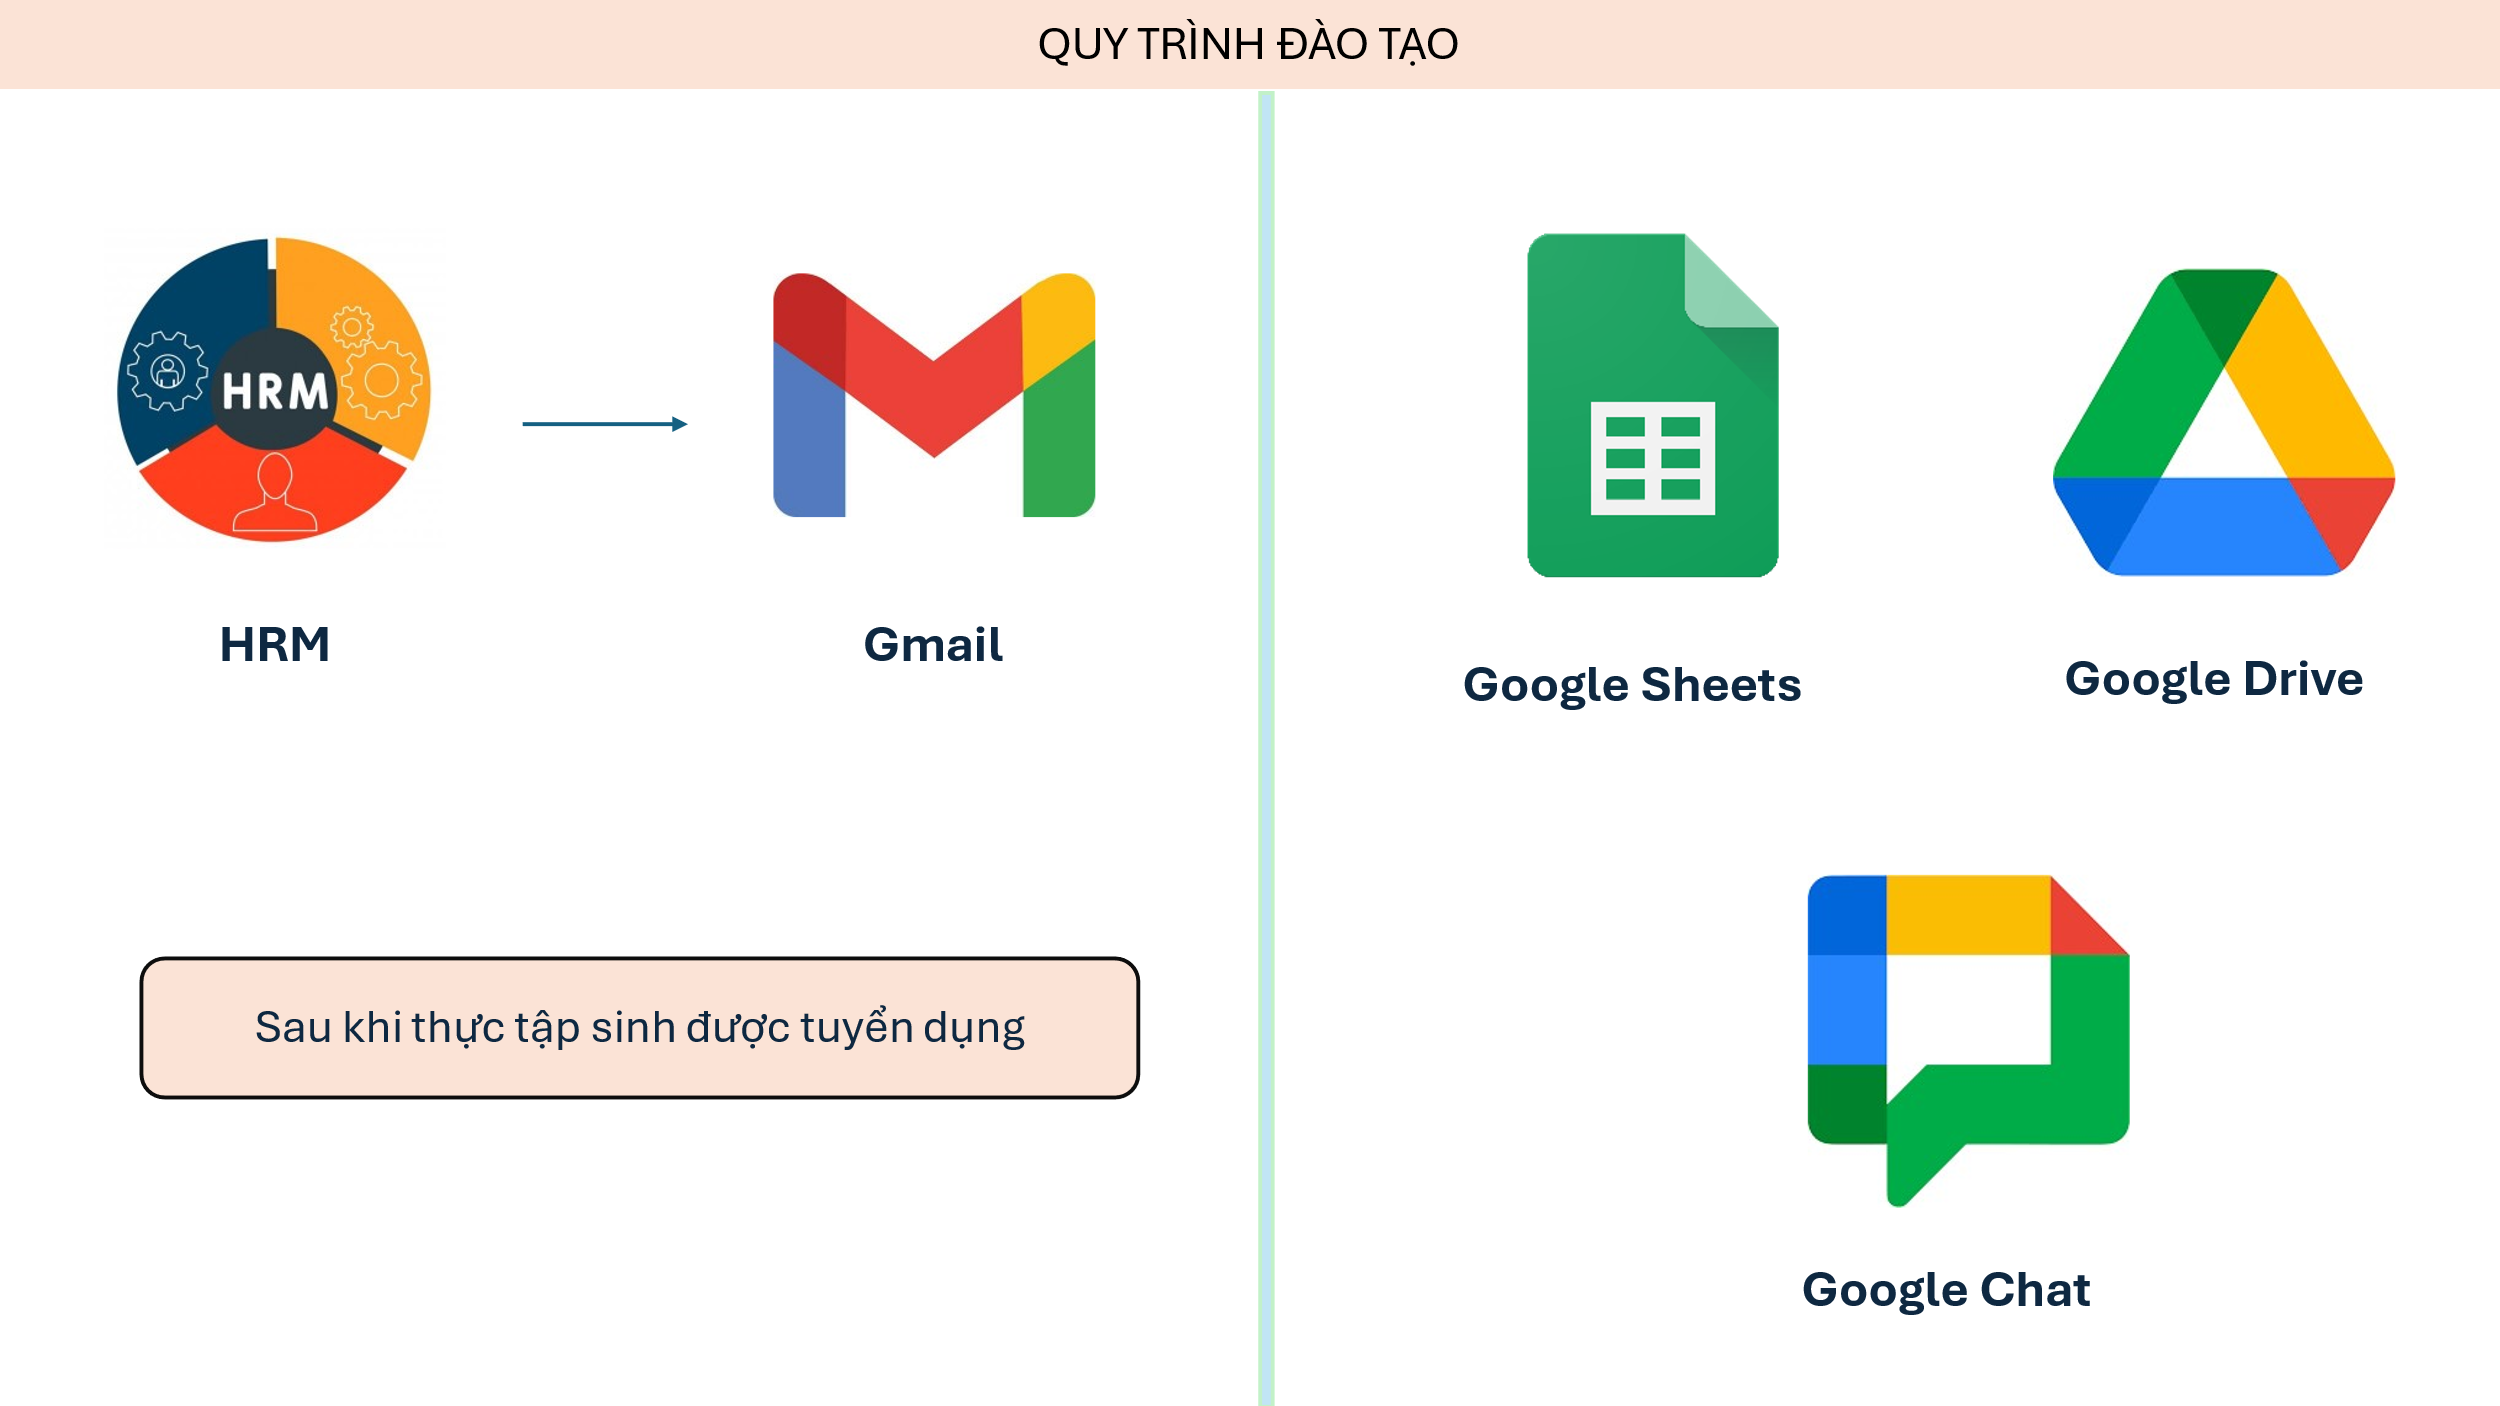 QUY TRÌNH ĐÀO TẠO
HRM
HRM
Gmail
Sau khi thực tập sinh được tuyển dụng
Google Sheets
Google Drive
Google Chat